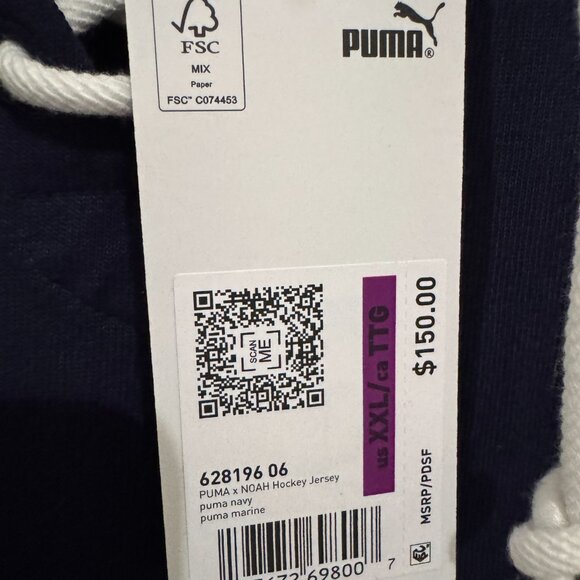 FSC
MIX
Paper
FSC™ C074453
PUMA®
SCAN
ME
us XXL/ca TTG
$150.00
MSRP/PDSF
628196 06
PUMA x NOAH Hockey Jersey
puma navy
puma marine
69800 7